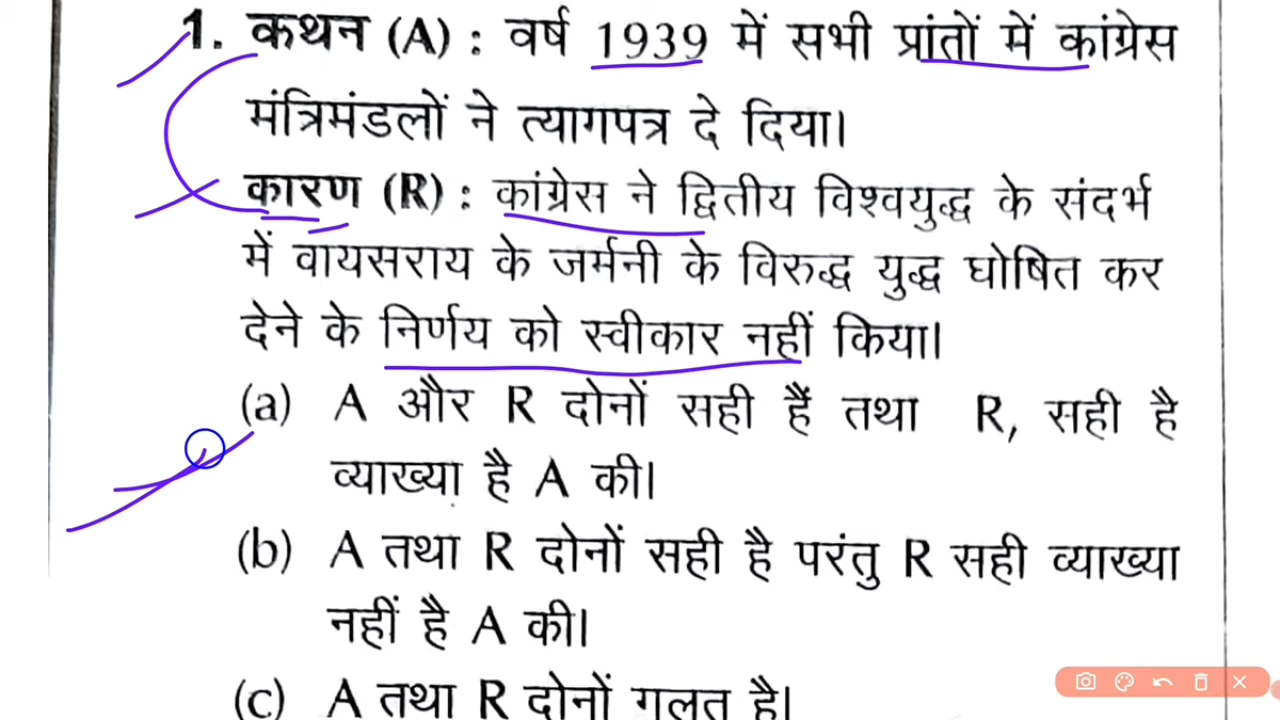 1. कथन (A) : वर्ष 1939 में सभी प्रांतों में कांग्रेस
मंत्रिमंडलों ने त्यागपत्र दे दिया।
कारण (R) : कांग्रेस ने द्वितीय विश्वयुद्ध के संदर्भ
में वायसराय के जर्मनी के विरुद्ध युद्ध घोषित कर
देने के निर्णय को स्वीकार नहीं किया।
(a) A और R दोनों सही हैं तथा R, सही है
व्याख्या है A की।
(b) A तथा R दोनों सही है परंतु R सही व्याख्या
नहीं है A की।
(c) A तथा R दोनों गलत है।